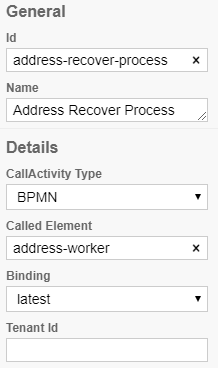 General
Id
address-recover-process ×
Name
Address Recover Process
Details
CallActivity Type
BPMN
Called Element
address-worker ×
Binding
latest
Tenant Id